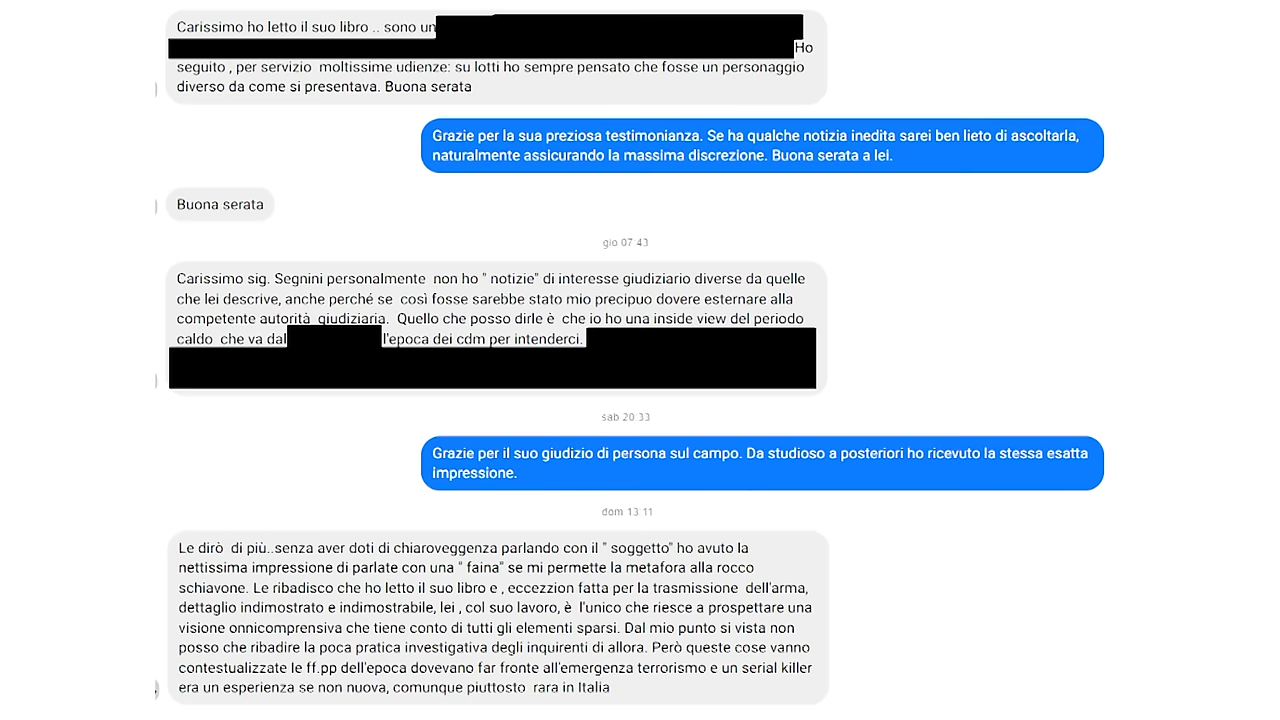 Carissimo ho letto il suo libro .. sono un
Ho
seguito , per servizio moltissime udienze: su lotti ho sempre pensato che fosse un personaggio
diverso da come si presentava. Buona serata
Grazie per la sua preziosa testimonianza. Se ha qualche notizia inedita sarei ben lieto di ascoltarla,
naturalmente assicurando la massima discrezione. Buona serata a lei.
Buona serata
gio 07 43
Carissimo sig. Segnini personalmente non ho " notizie" di interesse giudiziario diverse da quelle
che lei descrive, anche perché se così fosse sarebbe stato mio precipuo dovere esternare alla
competente autorità giudiziaria. Quello che posso dirle è che io ho una inside view del periodo
caldo che va dal l'epoca dei cdm per intenderci.
sab 20 33
Grazie per il suo giudizio di persona sul campo. Da studioso a posteriori ho ricevuto la stessa esatta
impressione.
dom 13 11
Le dirò di più..senza aver doti di chiaroveggenza parlando con il " soggetto" ho avuto la
nettissima impressione di parlate con una " faina" se mi permette la metafora alla rocco
schiavone. Le ribadisco che ho letto il suo libro e , eccezzion fatta per la trasmissione dell'arma,
dettaglio indimostrato e indimostrabile, lei , col suo lavoro, è l'unico che riesce a prospettare una
visione onnicomprensiva che tiene conto di tutti gli elementi sparsi. Dal mio punto si vista non
posso che ribadire la poca pratica investigativa degli inquirenti di allora. Però queste cose vanno
contestualizzate le ff.pp dell'epoca dovevano far fronte all'emergenza terrorismo e un serial killer
era un esperienza se non nuova, comunque piuttosto rara in Italia